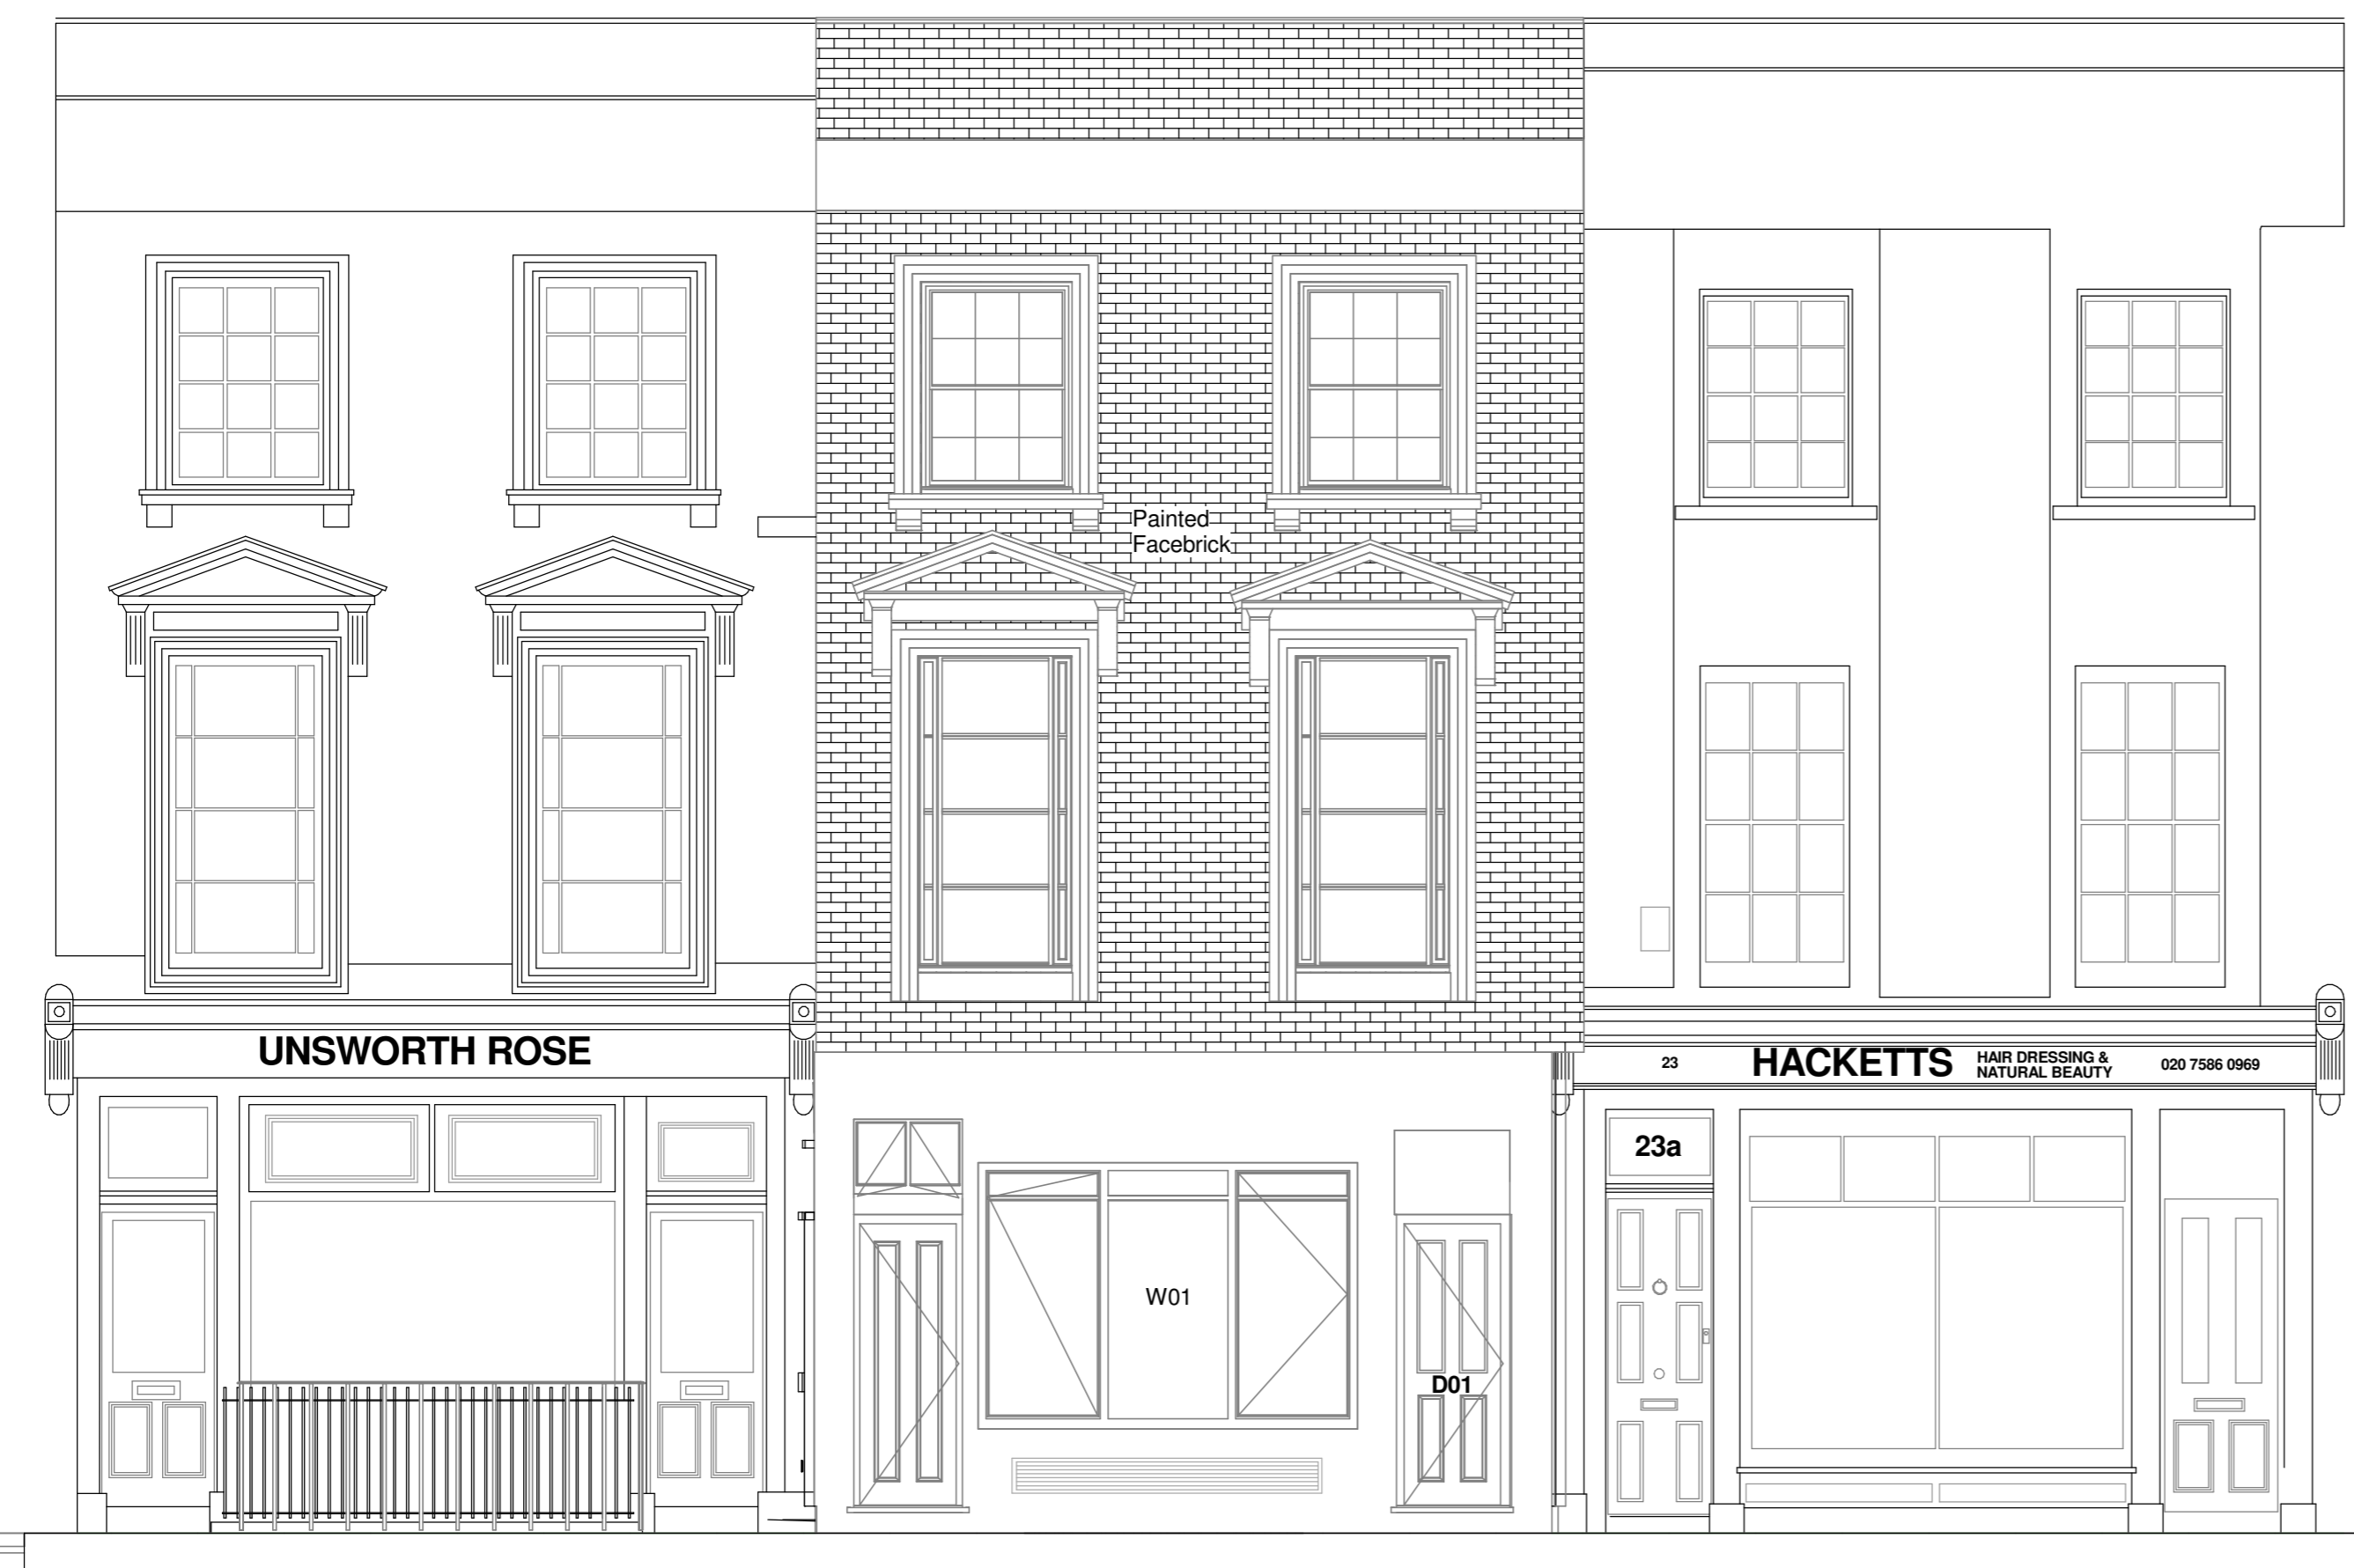 Painted
Facebrick
UNSWORTH ROSE
23
HACKETTS
HAIR DRESSING &
NATURAL BEAUTY
020 7586 0969
23a
W01
D01